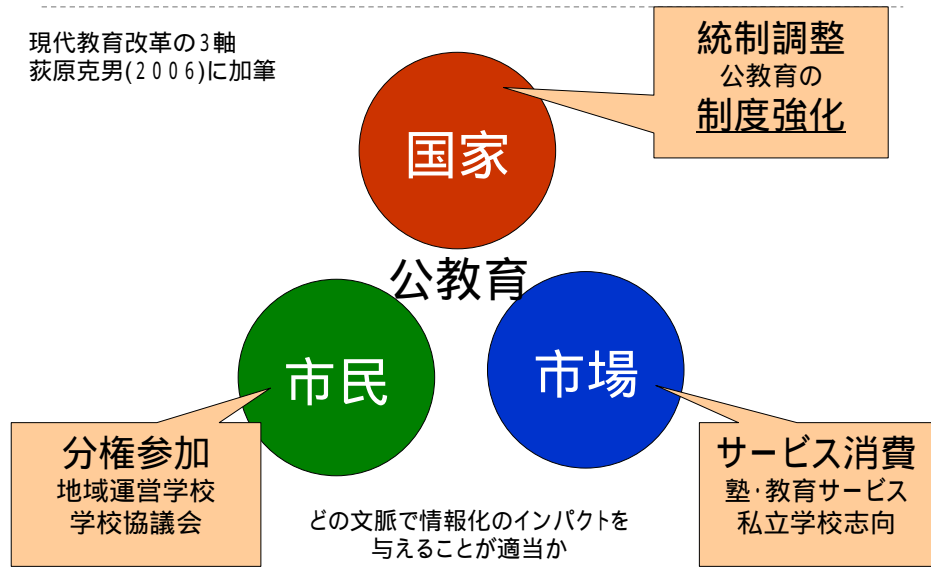 現代教育改革の3軸
荻原克男(2006)に加筆
統制調整
公教育の
制度強化
国家
公教育
市民
市場
分権参加
地域運営学校
学校協議会
サービス消費
塾・教育サービス
私立学校志向
どの文脈で情報化のインパクトを
与えることが適当か